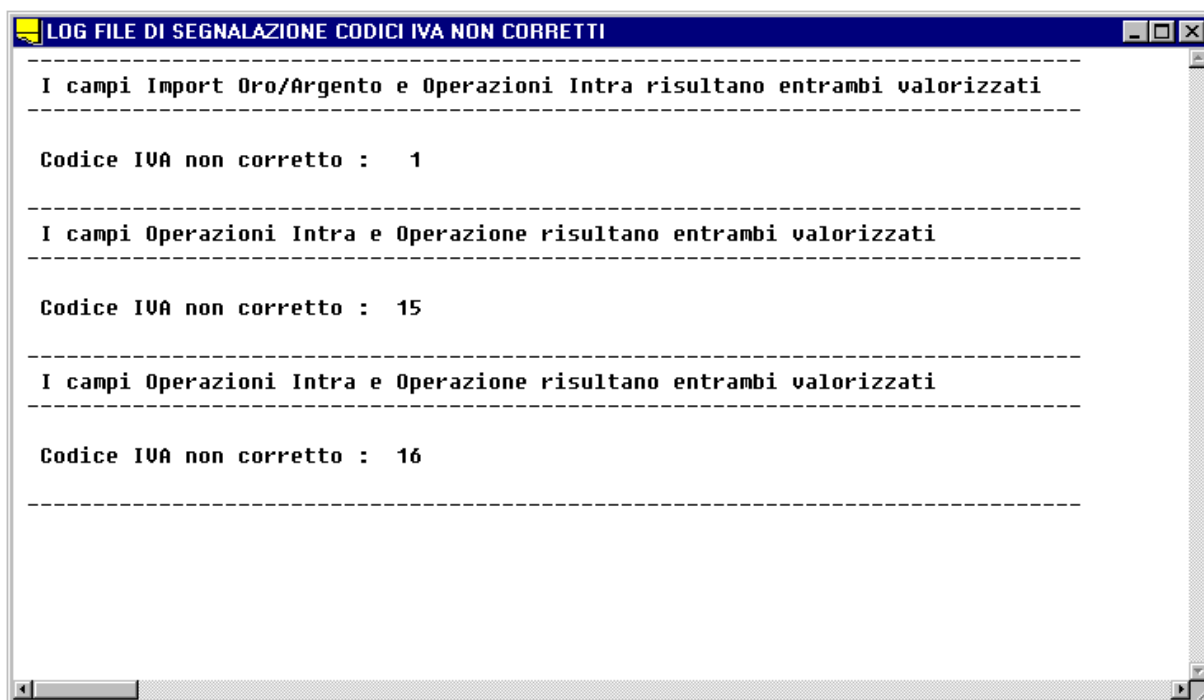 LOG FILE DI SEGNALAZIONE CODICI IVA NON CORRETTI
--------------------------------------------------------------------------------
I campi Import Oro/Argento e Operazioni Intra risultano entrambi valorizzati
--------------------------------------------------------------------------------
Codice IVA non corretto :   1
--------------------------------------------------------------------------------
I campi Operazioni Intra e Operazione risultano entrambi valorizzati
--------------------------------------------------------------------------------
Codice IVA non corretto :  15
--------------------------------------------------------------------------------
I campi Operazioni Intra e Operazione risultano entrambi valorizzati
--------------------------------------------------------------------------------
Codice IVA non corretto :  16
--------------------------------------------------------------------------------